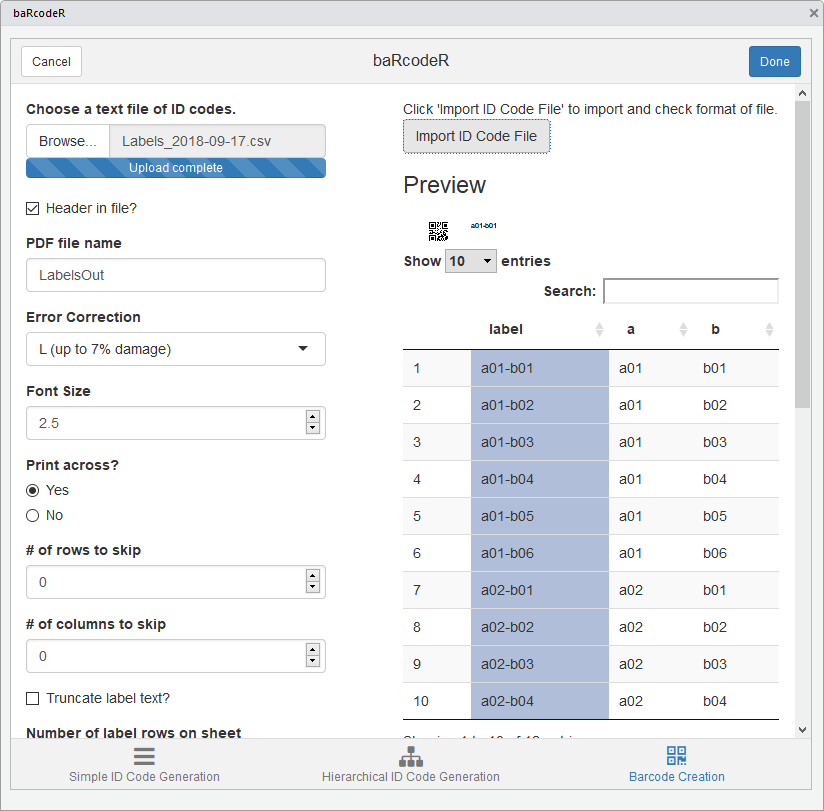 baRcodeR
Cancel
baRcodeR
Done
Choose a text file of ID codes.
Browse... Labels_2018-09-17.csv
Upload complete
Header in file?
PDF file name
LabelsOut
Error Correction
L (up to 7% damage)
Font Size
2.5
Print across?
Yes
No
# of rows to skip
0
# of columns to skip
0
Truncate label text?
Number of label rows on sheet
Click 'Import ID Code File' to import and check format of file.
Import ID Code File
Preview
a01-b01
Show 10 entries
Search:
label a b
1 a01-b01 a01 b01
2 a01-b02 a01 b02
3 a01-b03 a01 b03
4 a01-b04 a01 b04
5 a01-b05 a01 b05
6 a01-b06 a01 b06
7 a02-b01 a02 b01
8 a02-b02 a02 b02
9 a02-b03 a02 b03
10 a02-b04 a02 b04
Simple ID Code Generation
Hierarchical ID Code Generation
Barcode Creation